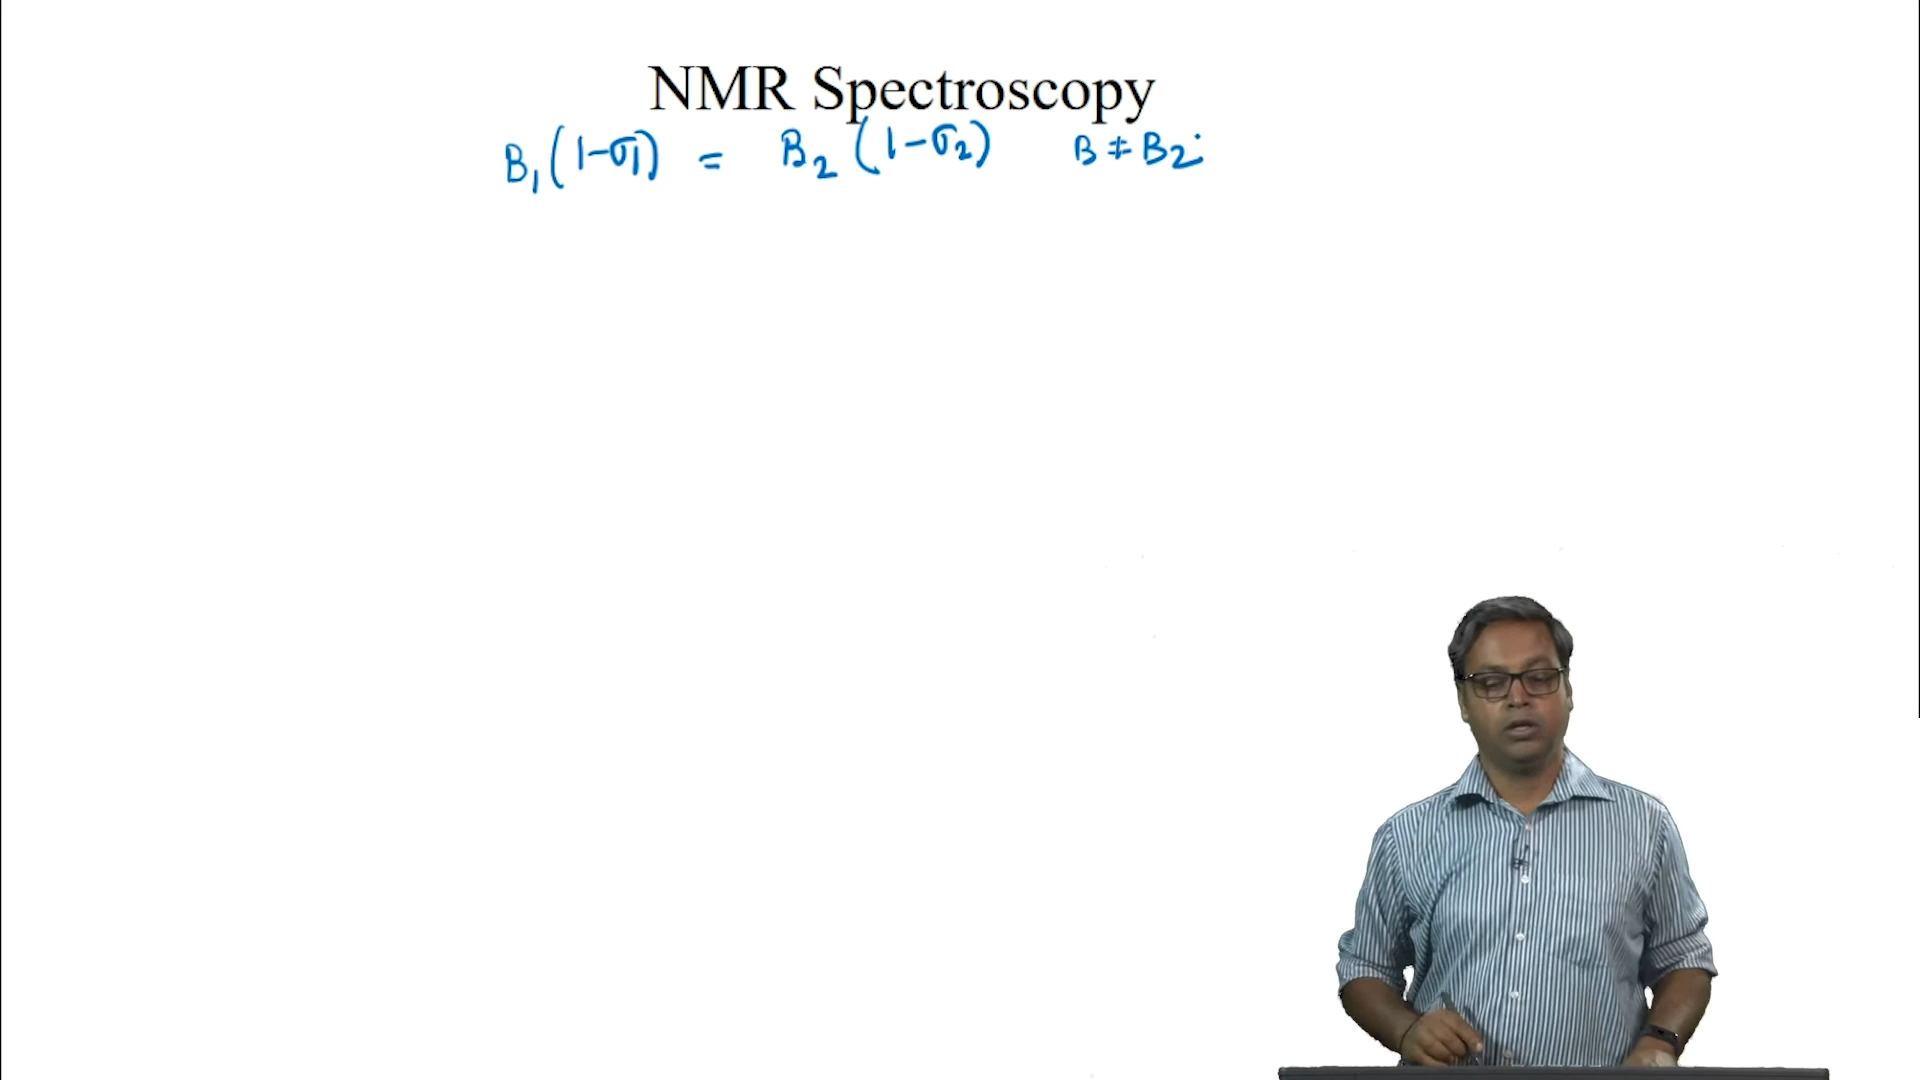 NMR Spectroscopy
B₁(1-σ₁) = B₂(1-σ₂) B ≠ B₂